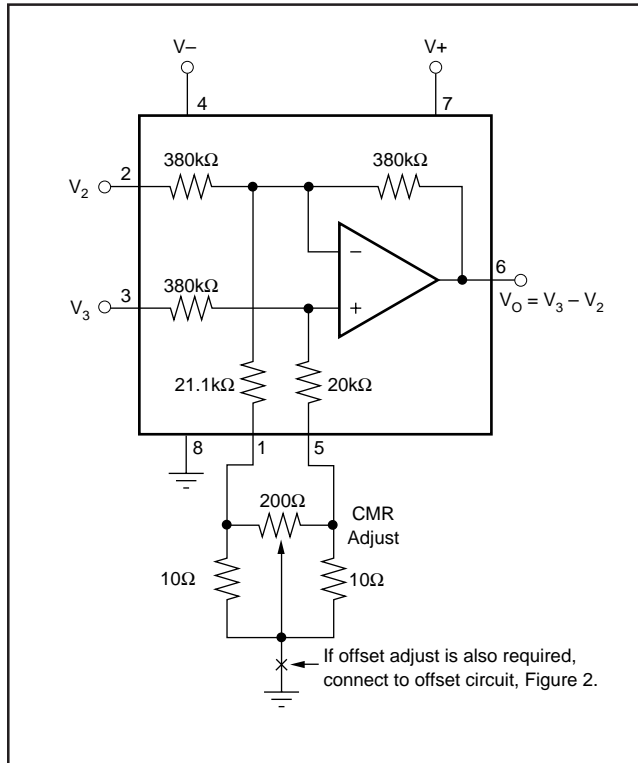 V– V+
4 7
380kΩ 380kΩ
2
V2
6
3 380kΩ
V3
VO = V3 – V2
21.1kΩ 20kΩ
8 1 5
200Ω CMR
Adjust
10Ω 10Ω
If offset adjust is also required,
connect to offset circuit, Figure 2.